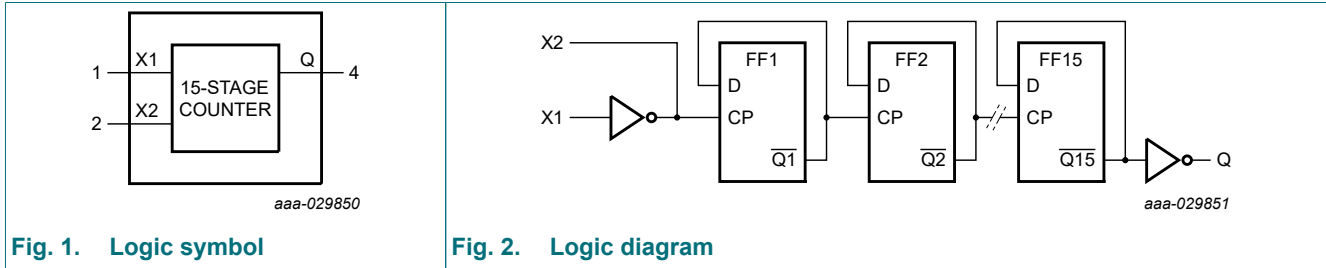 X1
Q
1
4
15-STAGE
COUNTER
X2
2
aaa-029850
Fig. 1. Logic symbol
X2
FF1
FF2
FF15
D
D
D
X1
CP
CP
CP
Q1
Q2
Q15
Q
aaa-029851
Fig. 2. Logic diagram